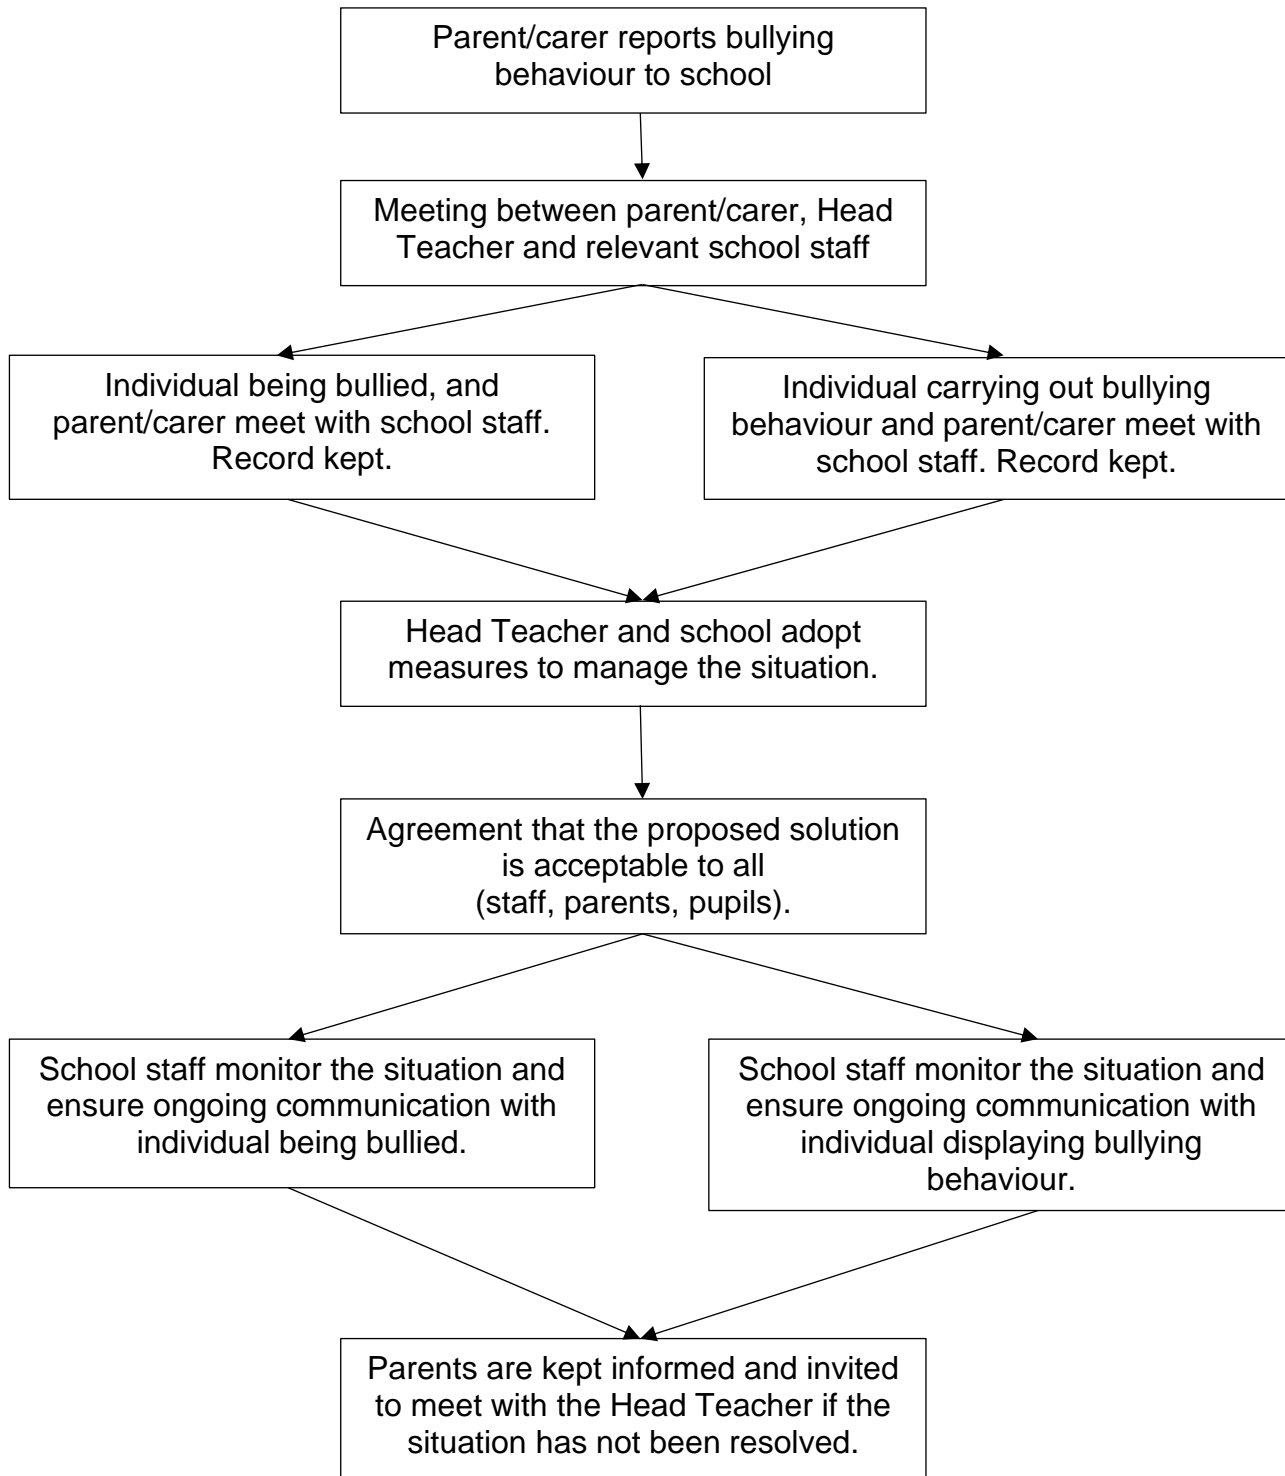 Parent/carer reports bullying
behaviour to school
Meeting between parent/carer, Head
Teacher and relevant school staff
Individual being bullied, and
parent/carer meet with school staff.
Record kept.
Individual carrying out bullying
behaviour and parent/carer meet with
school staff. Record kept.
Head Teacher and school adopt
measures to manage the situation.
Agreement that the proposed solution
is acceptable to all
(staff, parents, pupils).
School staff monitor the situation and
ensure ongoing communication with
individual being bullied.
School staff monitor the situation and
ensure ongoing communication with
individual displaying bullying
behaviour.
Parents are kept informed and invited
to meet with the Head Teacher if the
situation has not been resolved.